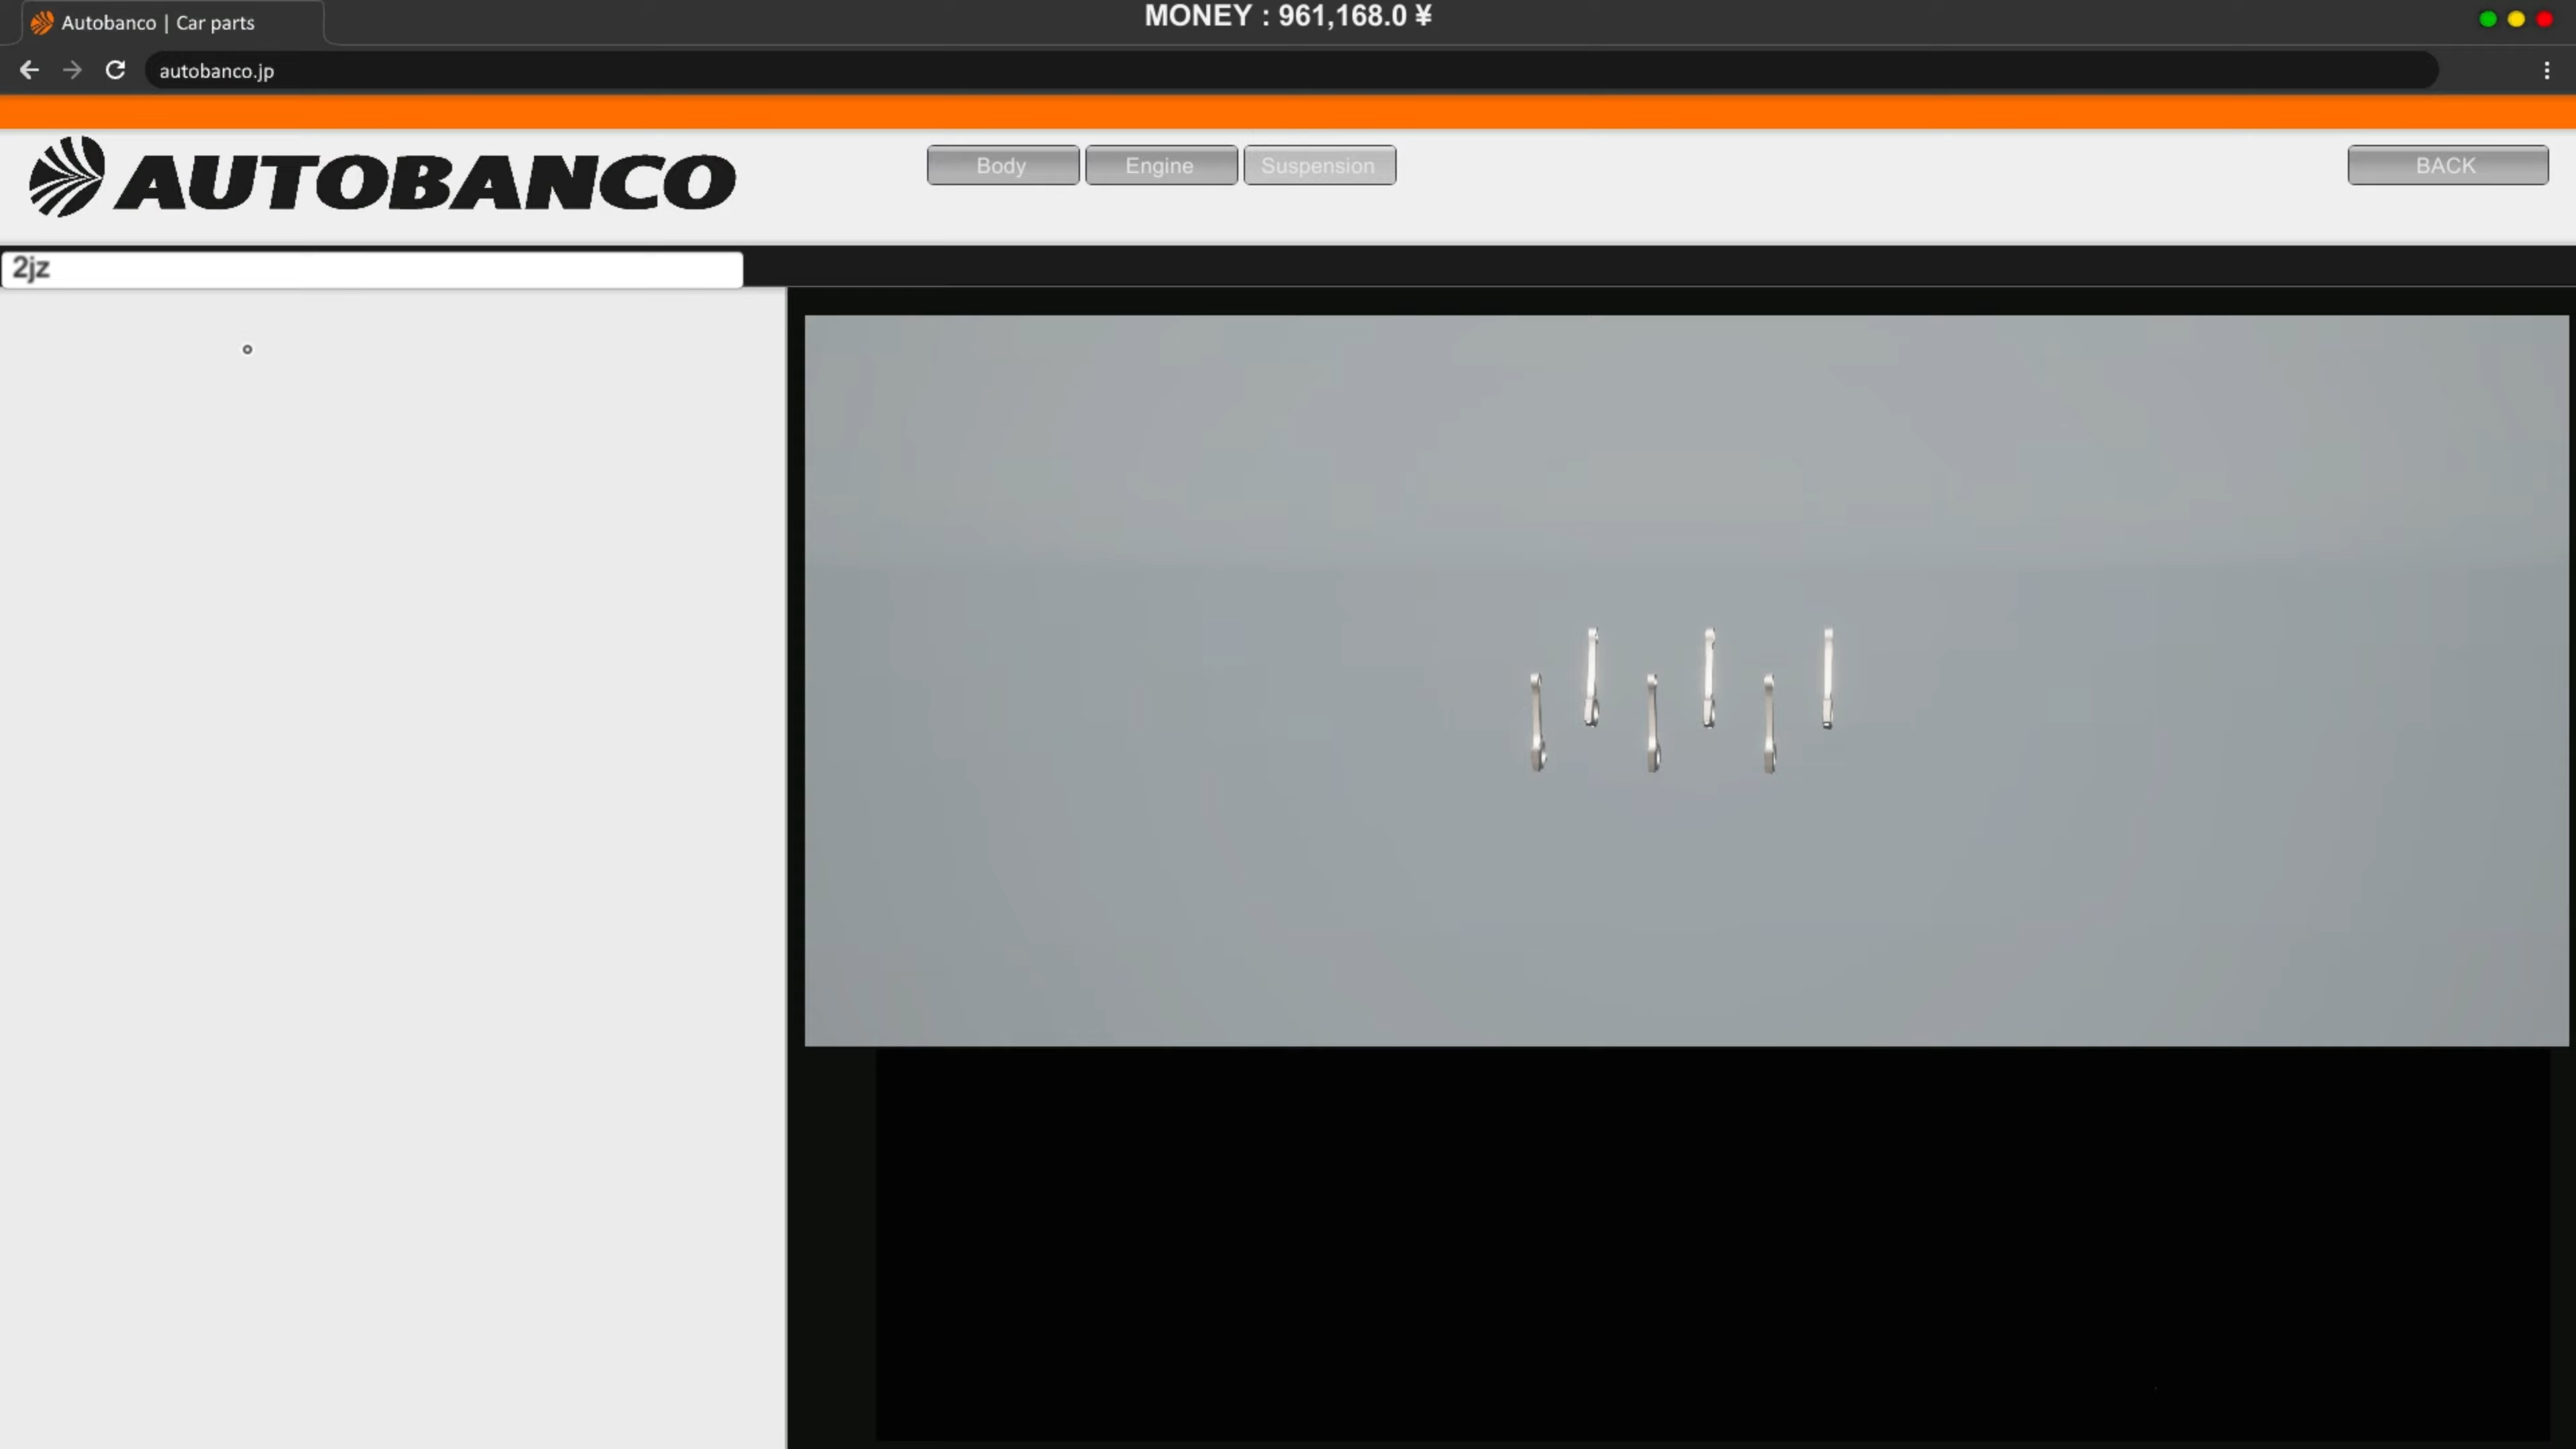 Autobanco | Car parts
MONEY : 961,168.0 ¥
autobanco.jp
AUTOBANCO
Body
Engine
Suspension
BACK
2jz